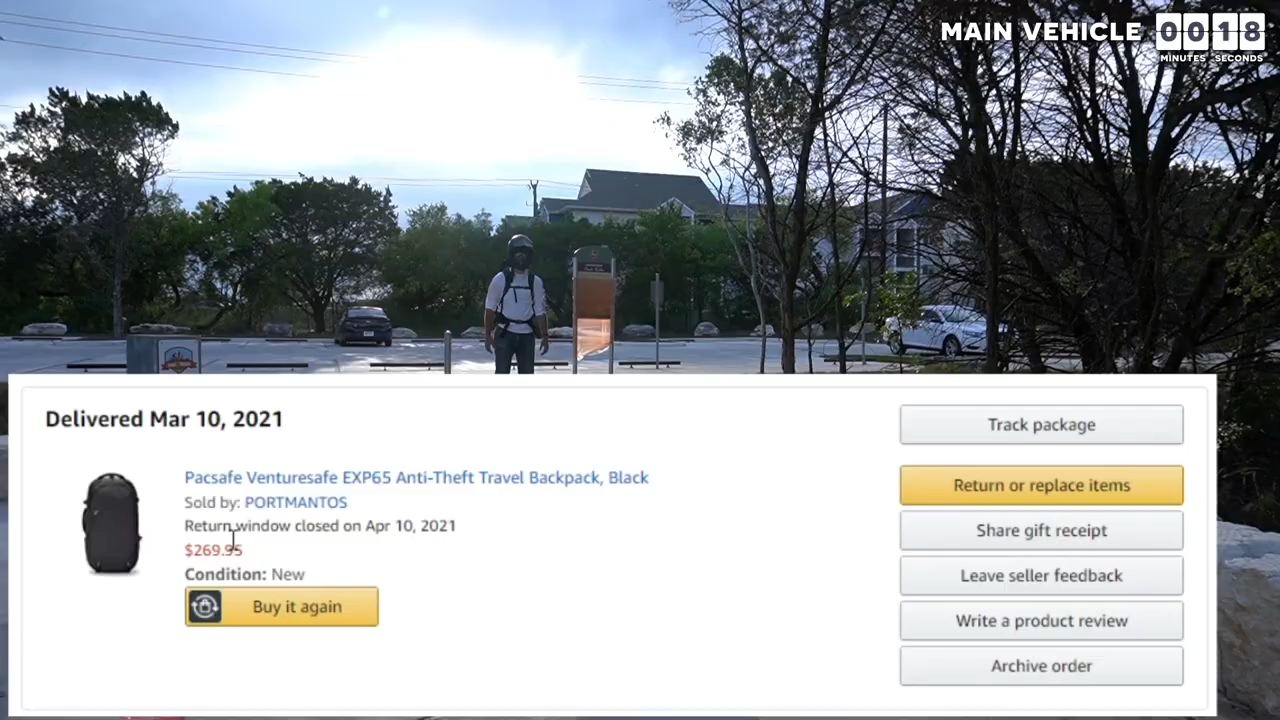 MAIN VEHICLE 0018
MINUTES SECONDS
Delivered Mar 10, 2021
Track package
Pacsafe Venturesafe EXP65 Anti-Theft Travel Backpack, Black
Sold by: PORTMANTOS
Return window closed on Apr 10, 2021
$269.95
Condition: New
Buy it again
Return or replace items
Share gift receipt
Leave seller feedback
Write a product review
Archive order